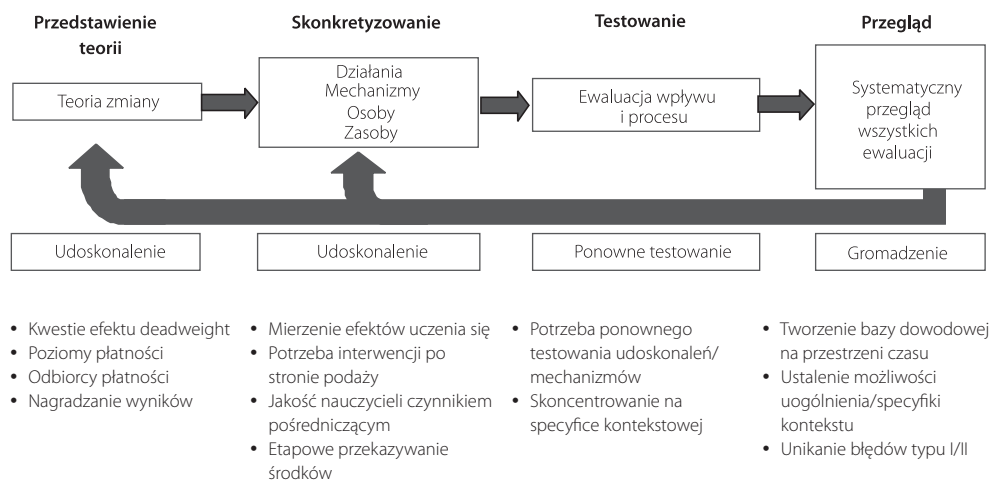 Przedstawienie
teorii
Skonkretyzowanie
Testowanie
Przegląd
Teoria zmiany
Działania
Mechanizmy
Osoby
Zasoby
Ewaluacja wpływu
i procesu
Systematyczny
przegląd
wszystkich
ewaluacji
Udoskonalenie
Udoskonalenie
Ponowne testowanie
Gromadzenie
• Kwestie efektu deadweight
• Poziomy płatności
• Odbiorcy płatności
• Nagradzanie wyników
• Mierzenie efektów uczenia się
• Potrzeba interwencji po
stronie podaży
• Jakość nauczycieli czynnikiem
pośredniczącym
• Etapowe przekazywanie
środków
• Potrzeba ponownego
testowania udoskonaleń/
mechanizmów
• Skoncentrowanie na
specyfice kontekstowej
• Tworzenie bazy dowodowej
na przestrzeni czasu
• Ustalenie możliwości
uogólnienia/specyfiki
kontekstu
• Unikanie błędów typu I/II